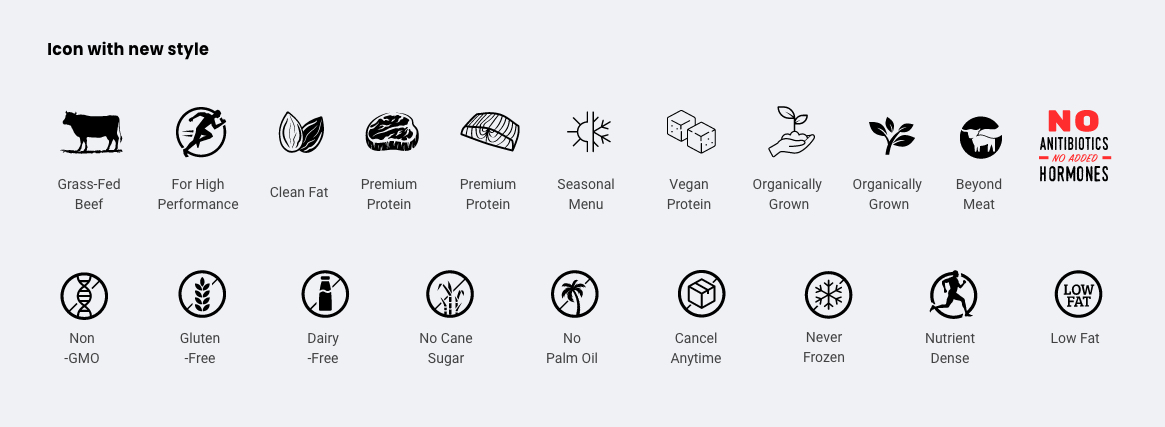 Icon with new style
Grass-Fed
Beef
For High
Performance
Clean Fat
Premium
Protein
Premium
Protein
Seasonal
Menu
Vegan
Protein
Organically
Grown
Organically
Grown
Beyond
Meat
NO
ANITIBIOTICS
NO ADDED
HORMONES
Non
-GMO
Gluten
-Free
Dairy
-Free
No Cane
Sugar
No
Palm Oil
Cancel
Anytime
Never
Frozen
Nutrient
Dense
LOW
FAT
Low Fat